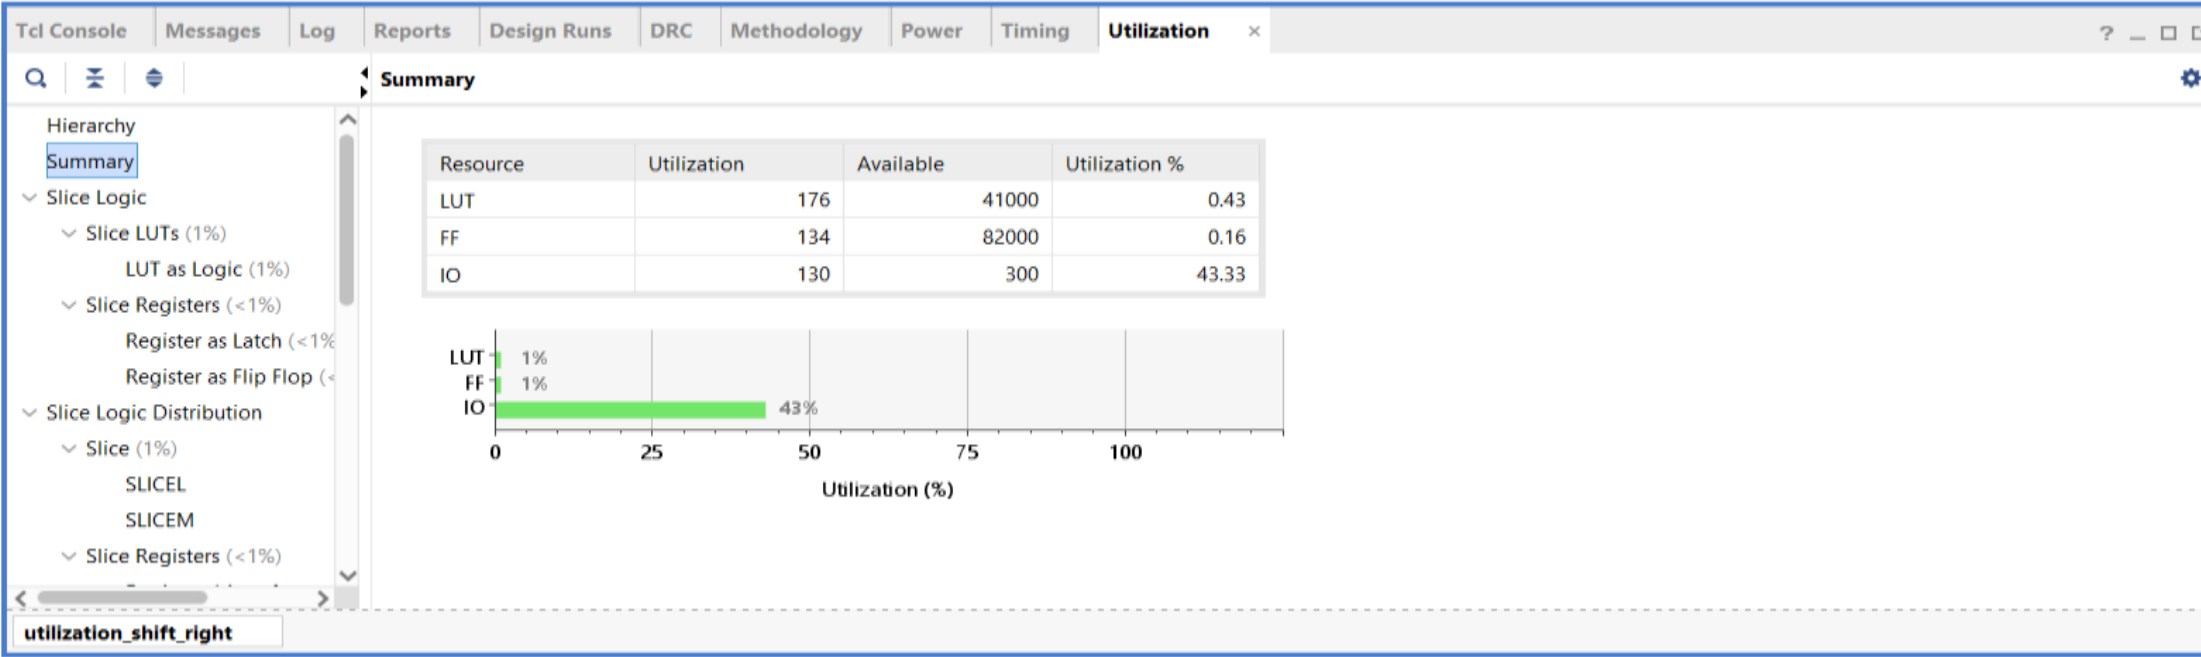 Tcl Console Messages Log Reports Design Runs DRC Methodology Power Timing Utilization ×
?
Summary
Hierarchy
Summary
Slice Logic
Slice LUTs (1%)
LUT as Logic (1%)
Slice Registers (<1%)
Register as Latch (<1%
Register as Flip Flop (<
Slice Logic Distribution
Slice (1%)
SLICEL
SLICEM
Slice Registers (<1%)
Resource Utilization Available Utilization %
LUT 176 41000 0.43
FF 134 82000 0.16
IO 130 300 43.33
LUT 1%
FF 1%
IO 43%
0 25 50 75 100
Utilization (%)
utilization_shift_right